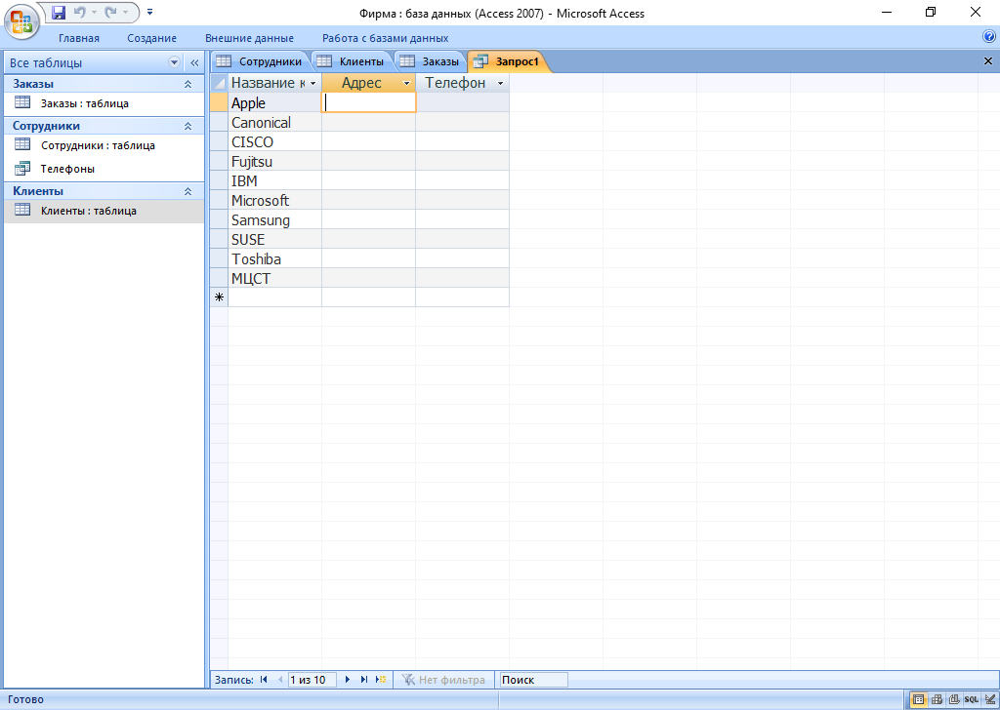 Фирма : база данных (Access 2007) - Microsoft Access
Главная Создание Внешние данные Работа с базами данных
Все таблицы
Заказы
Заказы : таблица
Сотрудники
Сотрудники : таблица
Телефоны
Клиенты
Клиенты : таблица
Сотрудники Клиенты Заказы Запрос1
Название к Адрес Телефон
Apple
Canonical
CISCO
Fujitsu
IBM
Microsoft
Samsung
SUSE
Toshiba
МЦСТ
Запись: 1 из 10 Нет фильтра Поиск
Готово SQL